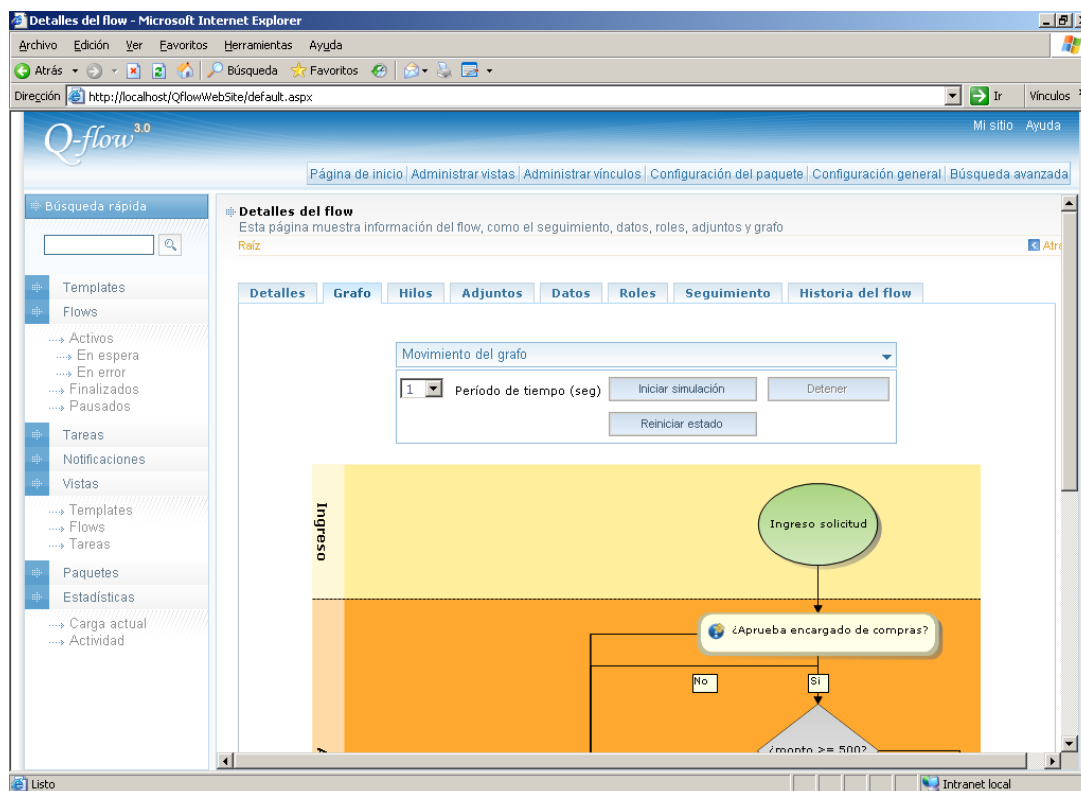 Detalles del flow - Microsoft Internet Explorer
Archivo Edición Ver Favoritos Herramientas Ayuda
Atrás Búsqueda Favoritos
Dirección http://localhost/QflowWebSite/default.aspx Ir Vínculos
Q-flow 3.0
Mi sitio Ayuda
Página de inicio Administrar vistas Administrar vínculos Configuración del paquete Configuración general Búsqueda avanzada
Búsqueda rápida
Templates
Flows
Activos
En espera
En error
Finalizados
Pausados
Tareas
Notificaciones
Vistas
Templates
Flows
Tareas
Paquetes
Estadísticas
Carga actual
Actividad
Detalles del flow
Esta página muestra información del flow, como el seguimiento, datos, roles, adjuntos y grafo
Raíz
Detalles Grafo Hilos Adjuntos Datos Roles Seguimiento Historia del flow
Movimiento del grafo
1 Período de tiempo (seg) Iniciar simulación Detener
Reiniciar estado
Ingreso
Ingreso solicitud
¿Aprueba encargado de compras?
No Si
¿monto >= 500?
Listo Intranet local